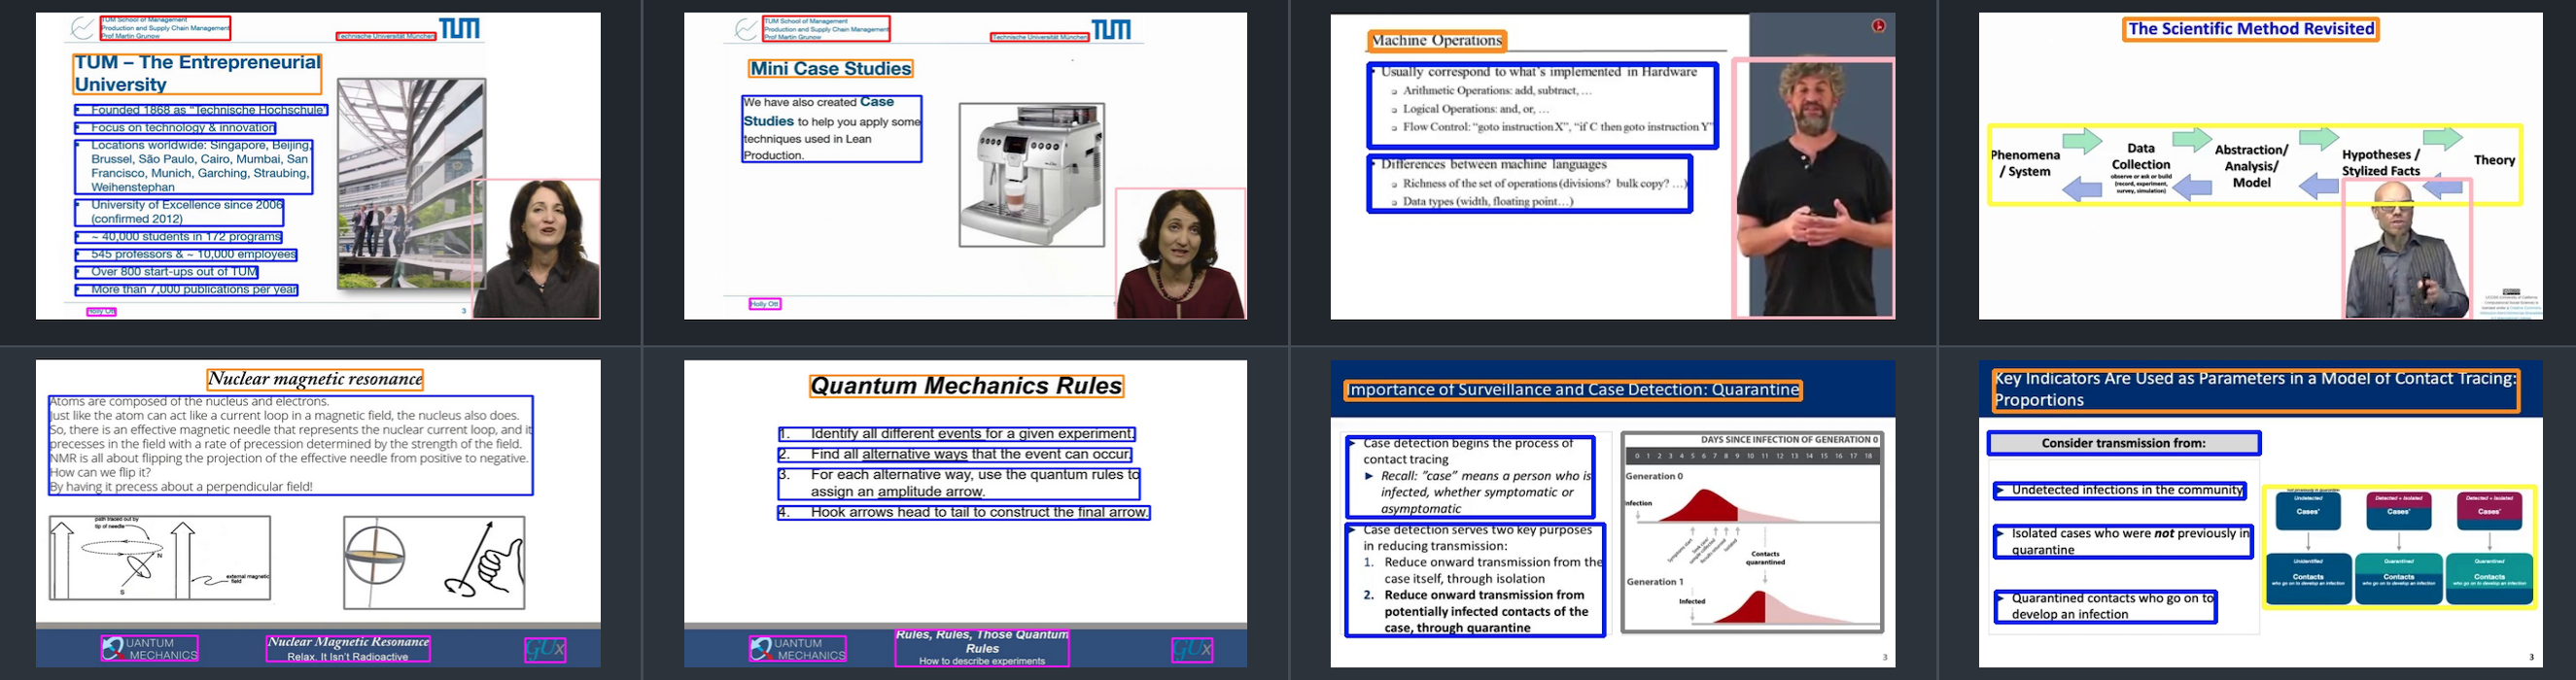 TUM School of Management
Production and Supply Chain Management
Prof Martin Grunow
Technische Universität München
TUM
TUM – The Entrepreneurial
University
Founded 1868 as "Technische Hochschule"
Focus on technology & innovation
Locations worldwide: Singapore, Beijing,
Brussel, São Paulo, Cairo, Mumbai, San
Francisco, Munich, Garching, Straubing,
Weihenstephan
University of Excellence since 2006
(confirmed 2012)
~ 40,000 students in 172 programs
545 professors & ~ 10,000 employees
Over 800 start-ups out of TUM
More than 7,000 publications per year
Holly Ott
3
TUM School of Management
Production and Supply Chain Management
Prof Martin Grunow
Technische Universität München
TUM
Mini Case Studies
We have also created Case
Studies to help you apply some
techniques used in Lean
Production.
Holly Ott
Machine Operations
Usually correspond to what's implemented in Hardware
Arithmetic Operations: add, subtract, …
Logical Operations: and, or, …
Flow Control: "goto instruction X", "if C then goto instruction Y"
Differences between machine languages
Richness of the set of operations (divisions? bulk copy? …)
Data types (width, floating point…)
The Scientific Method Revisited
Phenomena
/ System
Data
Collection
observe or ask or build
(record, experiment,
survey, simulation)
Abstraction/
Analysis/
Model
Hypotheses /
Stylized Facts
Theory
Nuclear magnetic resonance
Atoms are composed of the nucleus and electrons.
Just like the atom can act like a current loop in a magnetic field, the nucleus also does.
So, there is an effective magnetic needle that represents the nuclear current loop, and it
precesses in the field with a rate of precession determined by the strength of the field.
NMR is all about flipping the projection of the effective needle from positive to negative.
How can we flip it?
By having it precess about a perpendicular field!
path traced out by
tip of needle
N
S
external magnetic
field
QUANTUM
MECHANICS
Nuclear Magnetic Resonance
Relax. It Isn't Radioactive
GUx
Quantum Mechanics Rules
1. Identify all different events for a given experiment.
2. Find all alternative ways that the event can occur.
3. For each alternative way, use the quantum rules to
assign an amplitude arrow.
4. Hook arrows head to tail to construct the final arrow.
QUANTUM
MECHANICS
Rules, Rules, Those Quantum
Rules
How to describe experiments
GUx
Importance of Surveillance and Case Detection: Quarantine
Case detection begins the process of
contact tracing
Recall: "case" means a person who is
infected, whether symptomatic or
asymptomatic
Case detection serves two key purposes
in reducing transmission:
1. Reduce onward transmission from the
case itself, through isolation
2. Reduce onward transmission from
potentially infected contacts of the
case, through quarantine
DAYS SINCE INFECTION OF GENERATION 0
0 1 2 3 4 5 6 7 8 9 10 11 12 13 14 15 16 17 18
Generation 0
Infection
Contacts
quarantined
Generation 1
Infected
3
Key Indicators Are Used as Parameters in a Model of Contact Tracing:
Proportions
Consider transmission from:
Undetected infections in the community
Isolated cases who were not previously in
quarantine
Quarantined contacts who go on to
develop an infection
Undetected
Cases'
Detected + Isolated
Cases'
Detected + Isolated
Cases'
Unidentified
Contacts
who go on to develop an infection
Quarantined
Contacts
who go on to develop an infection
Quarantined
Contacts
who go on to develop an infection
3